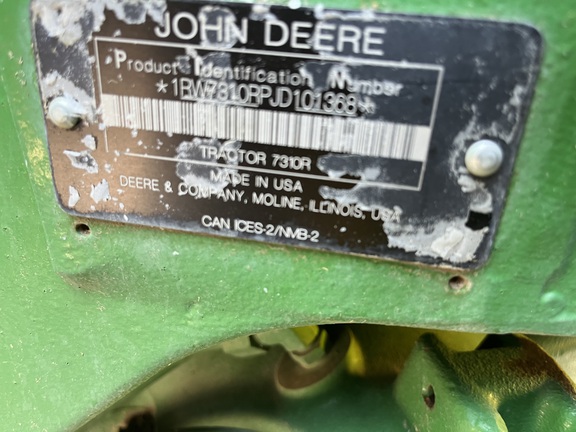 JOHN DEERE
Product Identification Number
*1RW7310RPJD101368*
TRACTOR 7310R
MADE IN USA
DEERE & COMPANY, MOLINE, ILLINOIS, USA
CAN ICES-2/NMB-2